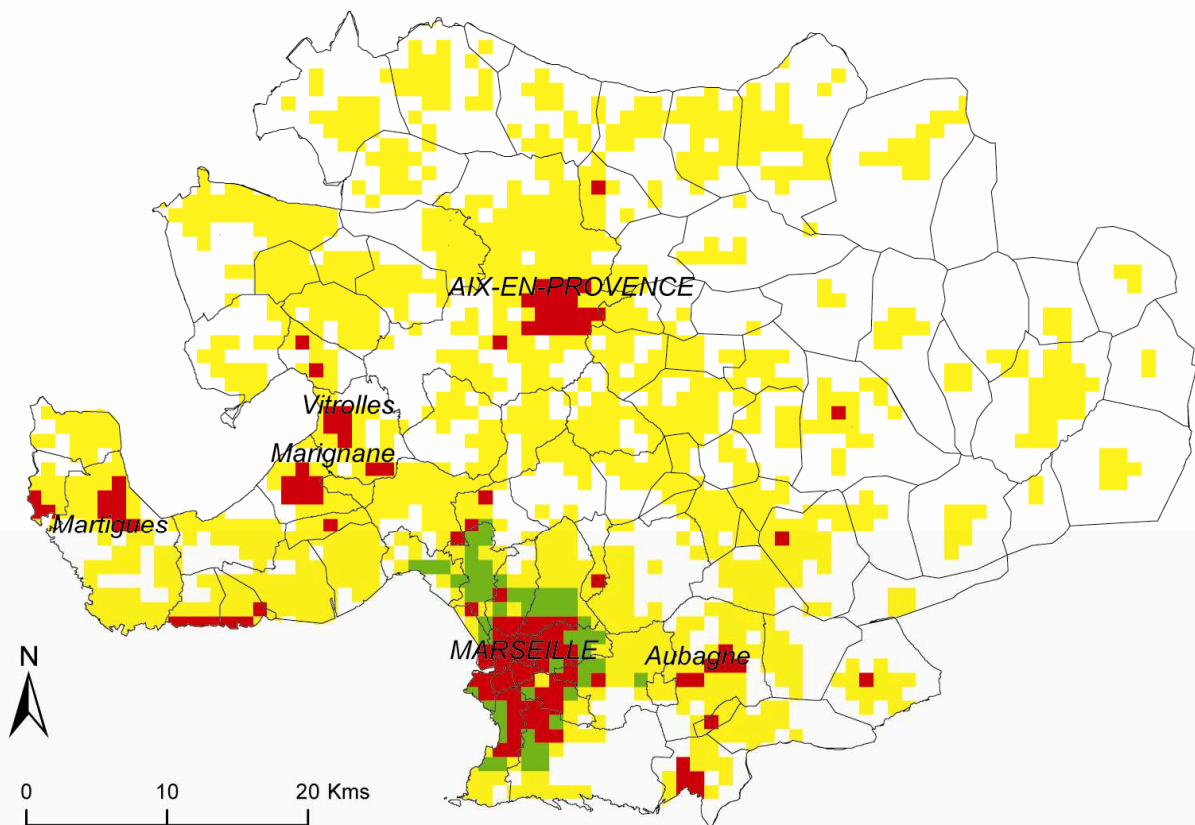 AIX-EN-PROVENCE
Vitrolles
Marignane
Martigues
MARSEILLE
Aubagne
N
0 10 20 Kms